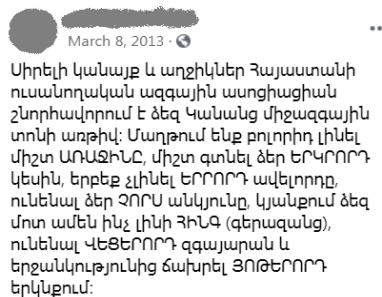 March 8, 2013
Սիրելի կանայք և աղջիկներ Հայաստանի
ուսանողական ազգային ասոցիացիան
շնորհավորում է ձեզ Կանանց միջազգային
տոնի առթիվ: Մաղթում ենք բոլորիդ լինել
միշտ ԱՌԱՋԻՆԸ, միշտ գտնել ձեր ԵՐԿՐՈՐԴ
կեսին, երբեք չլինել ԵՐՐՈՐԴ ավելորդը,
ունենալ ձեր ՉՈՐՍ անկյունը, կյանքում ձեզ
մոտ ամեն ինչ լինի ՀԻՆԳ (գերազանց),
ունենալ ՎԵՑԵՐՈՐԴ զգայարան և
երջանկությունից ճախրել ՅՈԹԵՐՈՐԴ
երկնքում: